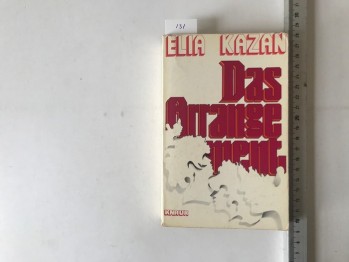 131
ELIA KAZAN
Das
Arrange
ment
KNAUR